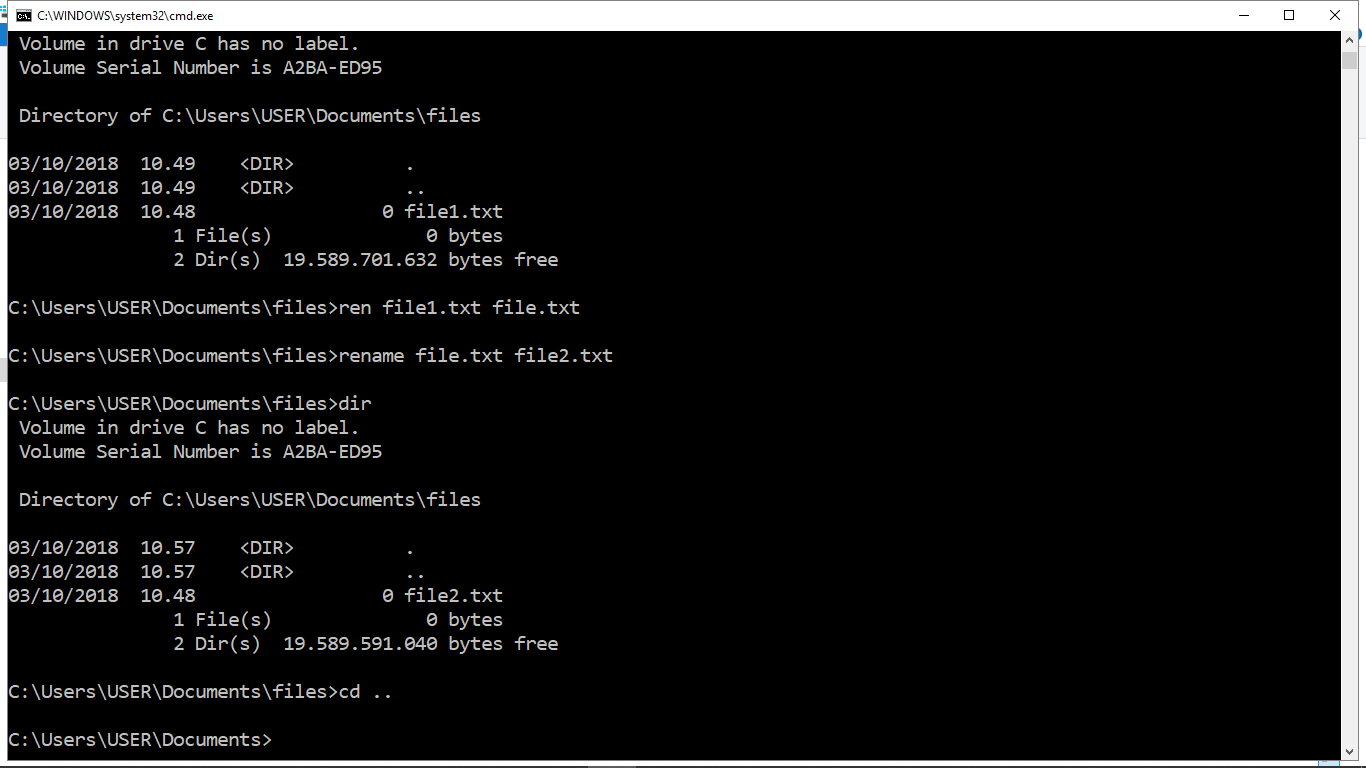 C:\WINDOWS\system32\cmd.exe
Volume in drive C has no label.
Volume Serial Number is A2BA-ED95
Directory of C:\Users\USER\Documents\files
03/10/2018  10.49    <DIR>          .
03/10/2018  10.49    <DIR>          ..
03/10/2018  10.48                 0 file1.txt
               1 File(s)              0 bytes
               2 Dir(s)  19.589.701.632 bytes free
C:\Users\USER\Documents\files>ren file1.txt file.txt
C:\Users\USER\Documents\files>rename file.txt file2.txt
C:\Users\USER\Documents\files>dir
 Volume in drive C has no label.
 Volume Serial Number is A2BA-ED95
 Directory of C:\Users\USER\Documents\files
03/10/2018  10.57    <DIR>          .
03/10/2018  10.57    <DIR>          ..
03/10/2018  10.48                 0 file2.txt
               1 File(s)              0 bytes
               2 Dir(s)  19.589.591.040 bytes free
C:\Users\USER\Documents\files>cd ..
C:\Users\USER\Documents>